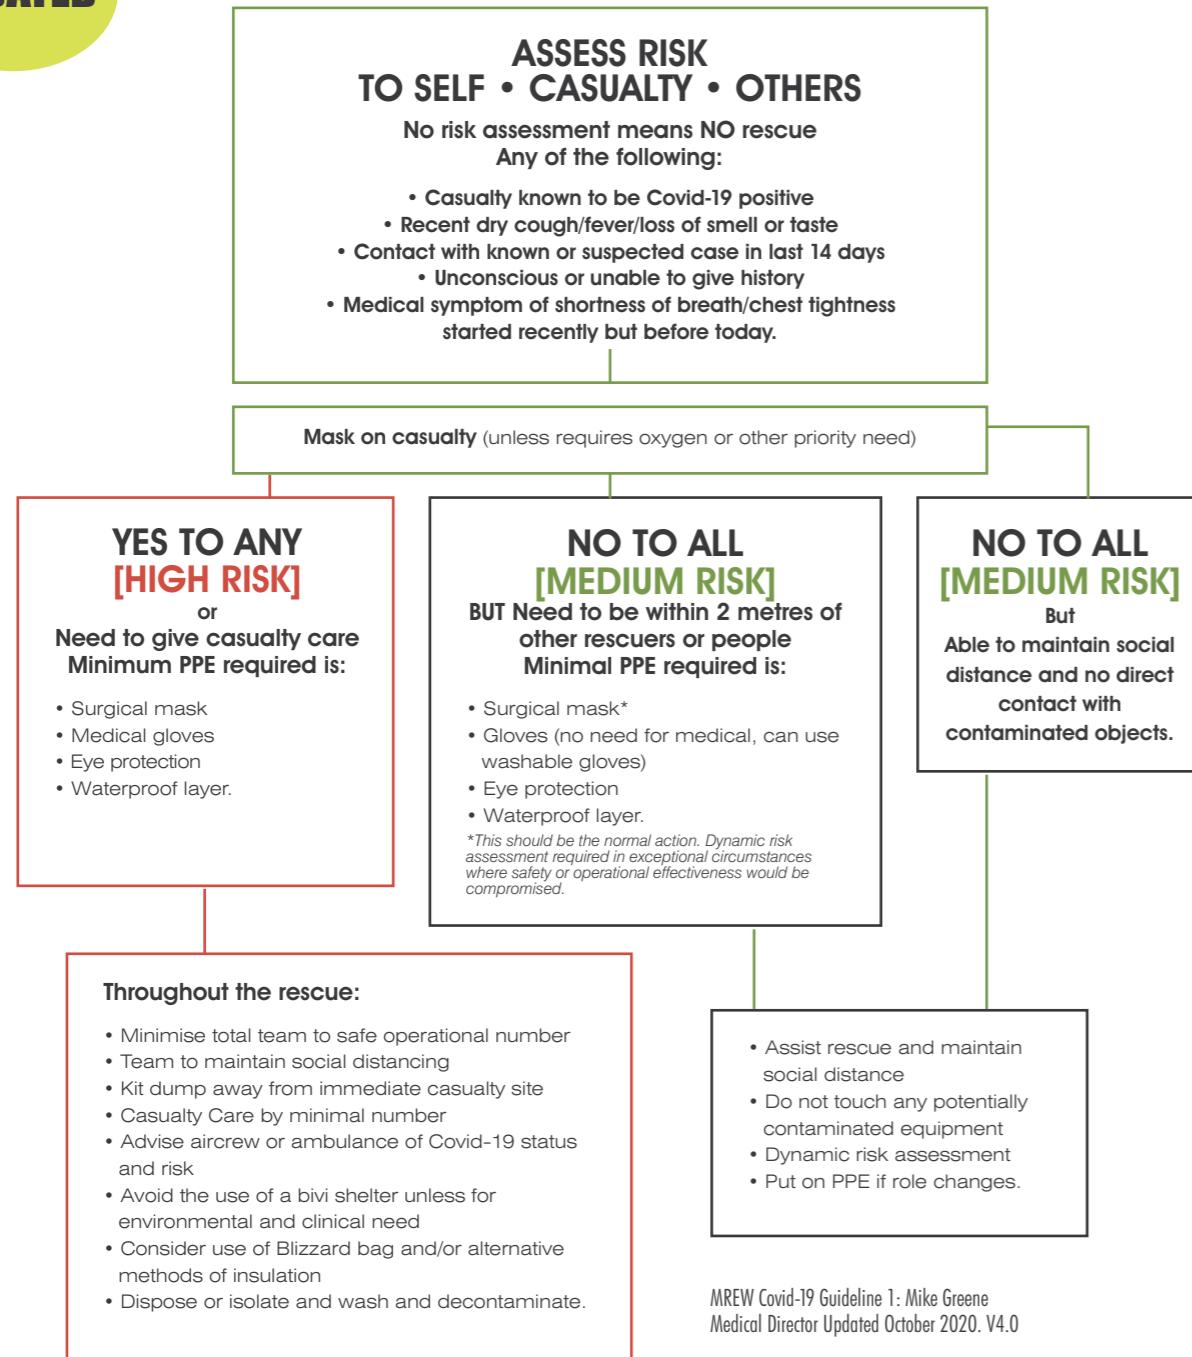 ASSESS RISK
TO SELF • CASUALTY • OTHERS
No risk assessment means NO rescue
Any of the following:
• Casualty known to be Covid-19 positive
• Recent dry cough/fever/loss of smell or taste
• Contact with known or suspected case in last 14 days
• Unconscious or unable to give history
• Medical symptom of shortness of breath/chest tightness
started recently but before today.
Mask on casualty (unless requires oxygen or other priority need)
YES TO ANY
[HIGH RISK]
or
Need to give casualty care
Minimum PPE required is:
• Surgical mask
• Medical gloves
• Eye protection
• Waterproof layer.
NO TO ALL
[MEDIUM RISK]
BUT Need to be within 2 metres of
other rescuers or people
Minimal PPE required is:
• Surgical mask*
• Gloves (no need for medical, can use
washable gloves)
• Eye protection
• Waterproof layer.
*This should be the normal action. Dynamic risk
assessment required in exceptional circumstances
where safety or operational effectiveness would be
compromised.
NO TO ALL
[MEDIUM RISK]
But
Able to maintain social
distance and no direct
contact with
contaminated objects.
Throughout the rescue:
• Minimise total team to safe operational number
• Team to maintain social distancing
• Kit dump away from immediate casualty site
• Casualty Care by minimal number
• Advise aircrew or ambulance of Covid-19 status
and risk
• Avoid the use of a bivi shelter unless for
environmental and clinical need
• Consider use of Blizzard bag and/or alternative
methods of insulation
• Dispose or isolate and wash and decontaminate.
• Assist rescue and maintain
social distance
• Do not touch any potentially
contaminated equipment
• Dynamic risk assessment
• Put on PPE if role changes.
MREW Covid-19 Guideline 1: Mike Greene
Medical Director Updated October 2020. V4.0